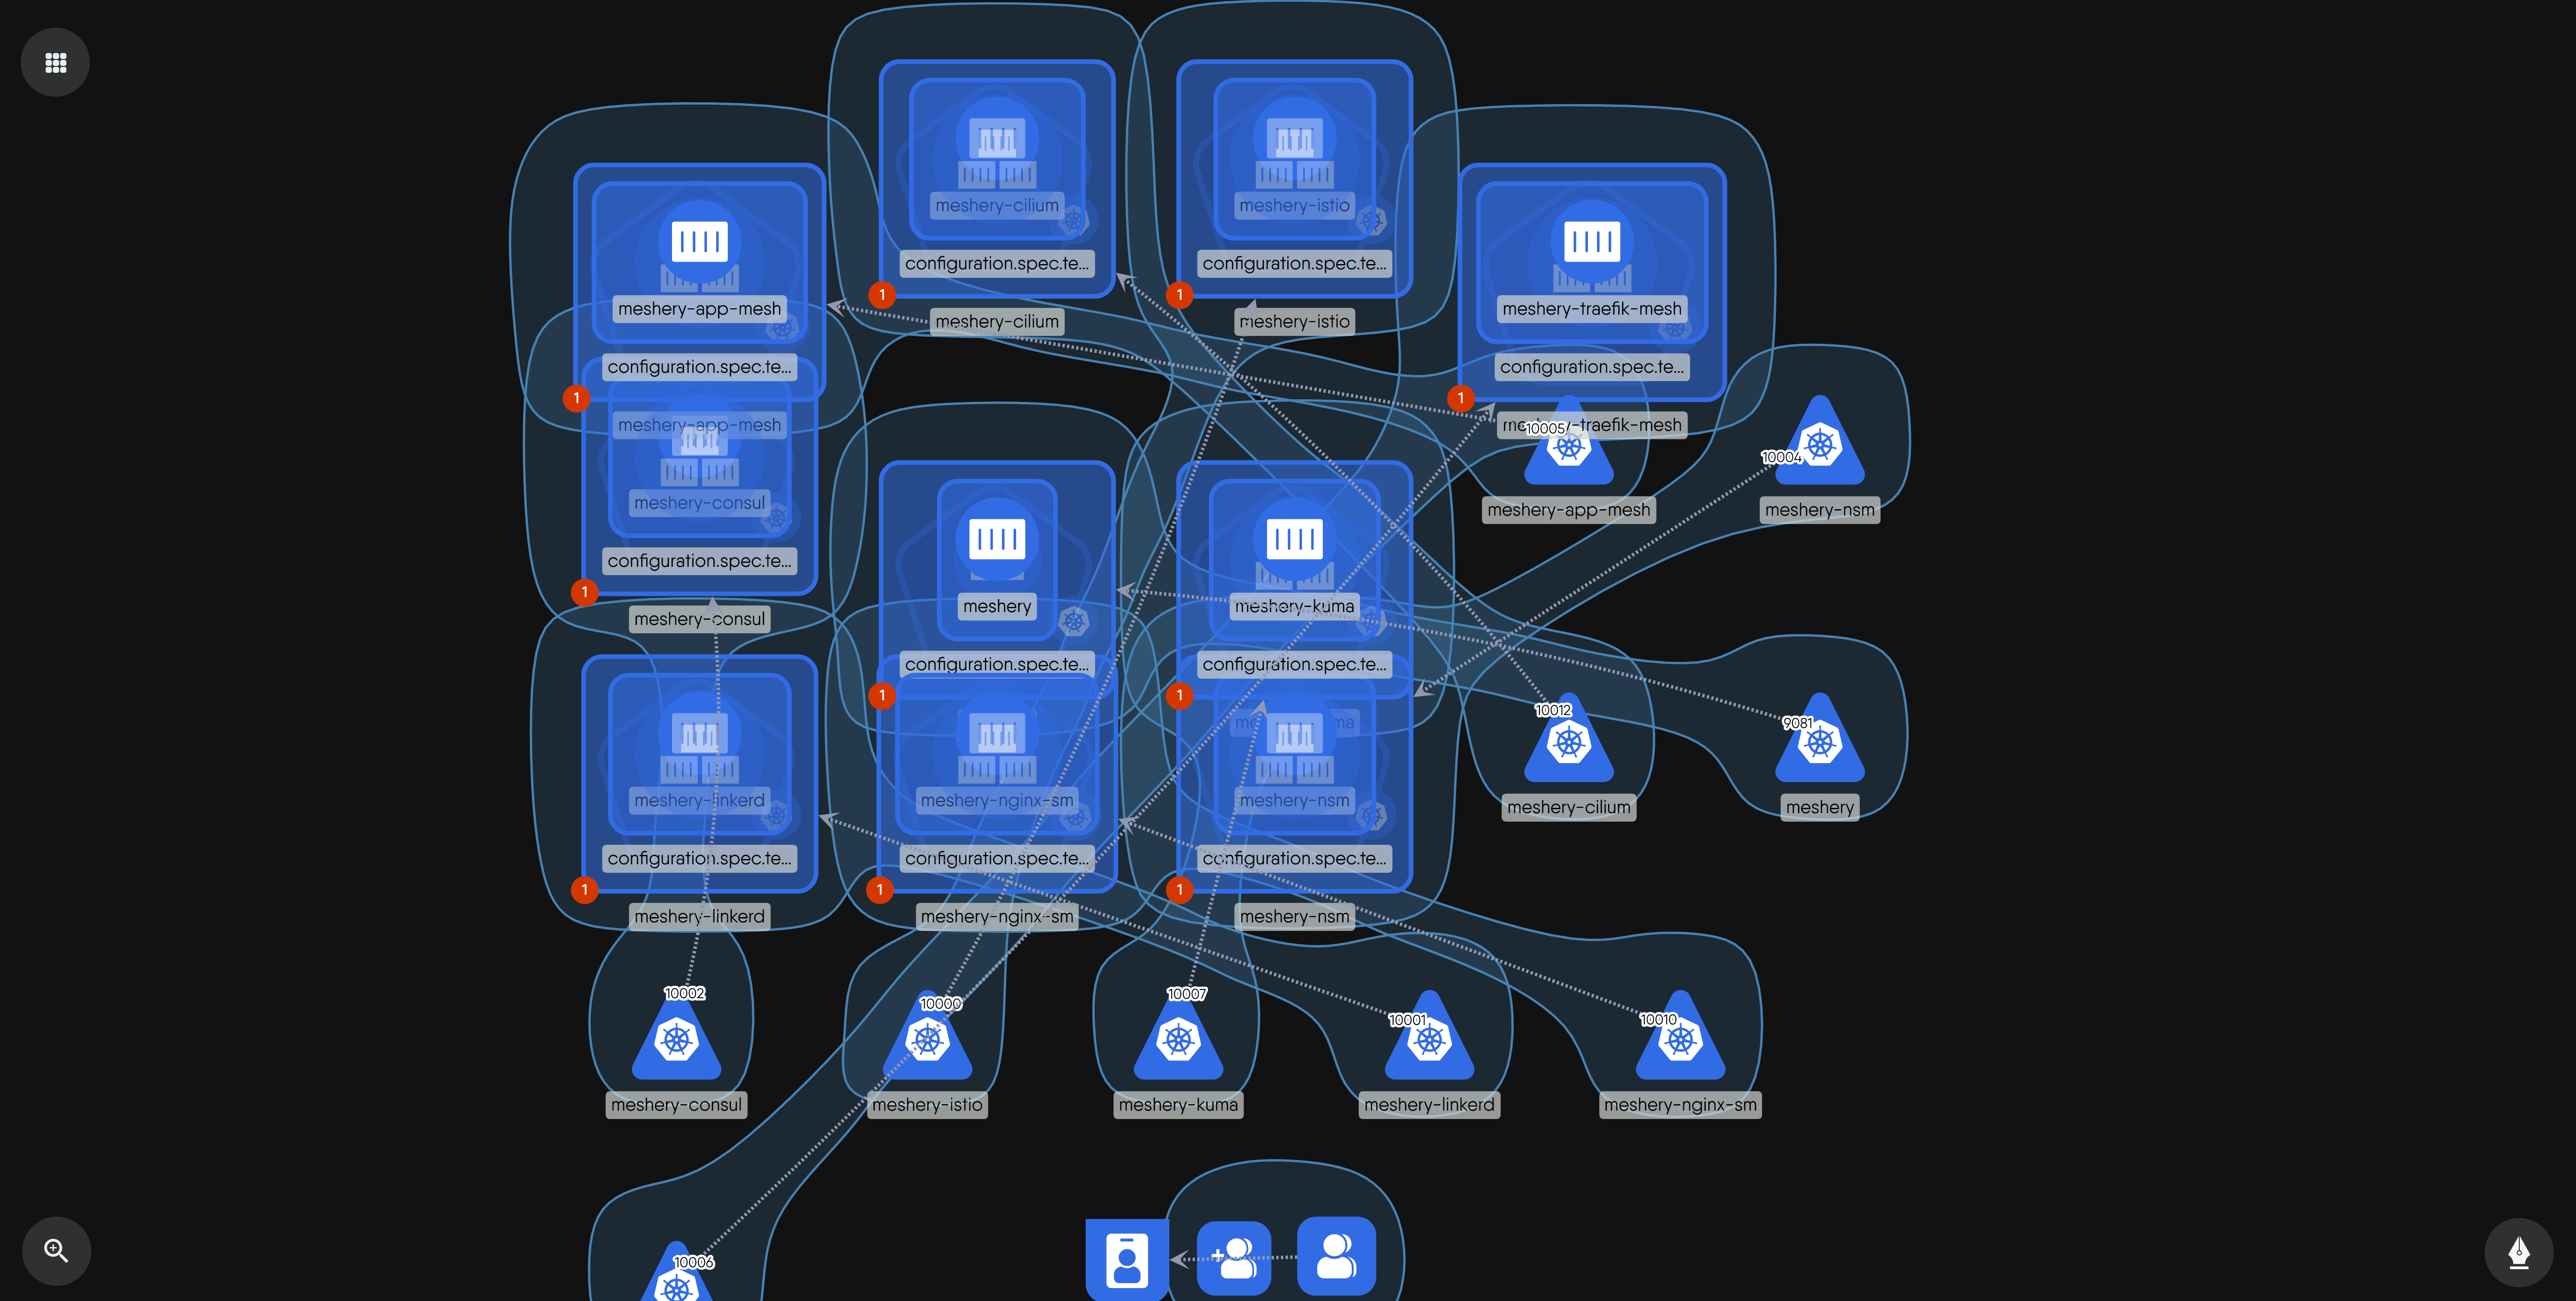 meshery-cilium
configuration.spec.te...
1
meshery-cilium
meshery-istio
configuration.spec.te...
1
meshery-istio
meshery-app-mesh
configuration.spec.te...
1
meshery-app-mesh
meshery-traefik-mesh
configuration.spec.te...
1
-traefik-mesh
10005
meshery-app-mesh
10004
meshery-nsm
meshery-consul
configuration.spec.te...
1
meshery-consul
meshery
configuration.spec.te...
1
meshery-kuma
configuration.spec.te...
1
10012
meshery-cilium
9081
meshery
meshery-linkerd
configuration.spec.te...
1
meshery-linkerd
meshery-nginx-sm
configuration.spec.te...
1
meshery-nginx-sm
meshery-nsm
configuration.spec.te...
1
meshery-nsm
10002
meshery-consul
10000
meshery-istio
10007
meshery-kuma
10001
meshery-linkerd
10010
meshery-nginx-sm
10006